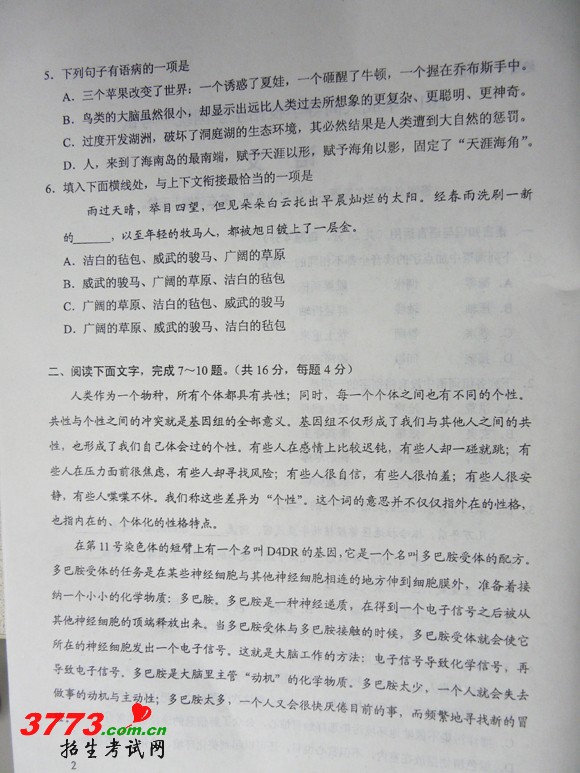 5. 下列句子有语病的一项是
A. 三个苹果改变了世界：一个诱惑了夏娃，一个砸醒了牛顿，一个握在乔布斯手中。
B. 鸟类的大脑虽然很小，却显示出远比人类过去所想象的更复杂、更聪明、更神奇。
C. 过度开发湖洲，破坏了洞庭湖的生态环境，其必然结果是人类遭到大自然的惩罚。
D. 人，来到了海南岛的最南端，赋予天涯以形，赋予海角以影，固定了“天涯海角”。
6. 填入下面横线处，与上下文衔接最恰当的一项是
雨过天晴，举目四望，但见朵朵白云托出早晨灿烂的太阳。经春雨洗刷一新
的______，以至年轻的牧马人，都被旭日镀上了一层金。
A. 洁白的毡包、威武的骏马、广阔的草原
B. 威武的骏马、广阔的草原、洁白的毡包
C. 广阔的草原、洁白的毡包、威武的骏马
D. 广阔的草原、威武的骏马、洁白的毡包
二、阅读下面文字，完成7～10题。（共16分，每题4分）
人类作为一个物种，所有个体都具有共性；同时，每一个个体之间也有不同的个性。
共性与个性之间的冲突就是基因组的全部意义。基因组不仅形成了我们与其他人之间的共
性，也形成了我们自己体会过的个性。有些人在感情上比较迟钝，有些人却一碰就跳；有
些人在压力面前很焦虑，有些人却寻找风险；有些人很自信，有些人很怕羞；有些人很安
静，有些人喋喋不休。我们称这些差异为“个性”。这个词的意思并不仅仅指外在的性格，
也指内在的、个体化的性格特点。
在第11号染色体的短臂上有一个名叫D4DR的基因，它是一个名叫多巴胺受体的配方。
多巴胺受体的任务是在某些神经细胞与其他神经细胞相连的地方伸到细胞膜外，准备着接
纳一个小小的化学物质：多巴胺。多巴胺是一种神经递质，在得到一个电子信号之后被从
其他神经细胞的顶端释放出来。当多巴胺受体与多巴胺接触的时候，多巴胺受体就会使它
所在的神经细胞发出一个电子信号。这就是大脑工作的方法：电子信号导致化学信号，再
导致电子信号。多巴胺是大脑里主管“动机”的化学物质。多巴胺太少，一个人就会失去
做事的动机与主动性；多巴胺太多，一个人又会很快厌倦目前的事，而频繁地寻找新的冒
3773.com.cn
招生考试网
2